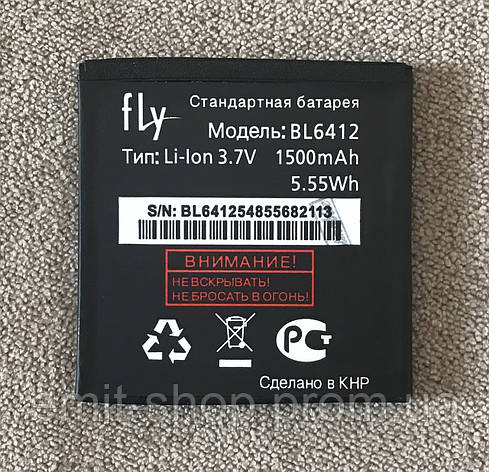 fly
Стандартная батарея
Модель: BL6412
Тип: Li-Ion 3.7V 1500mAh
5.55Wh
S/N: BL641254855682113
ВНИМАНИЕ!
НЕ ВСКРЫВАТЬ!
НЕ БРОСАТЬ В ОГОНЬ!
Сделано в КНР